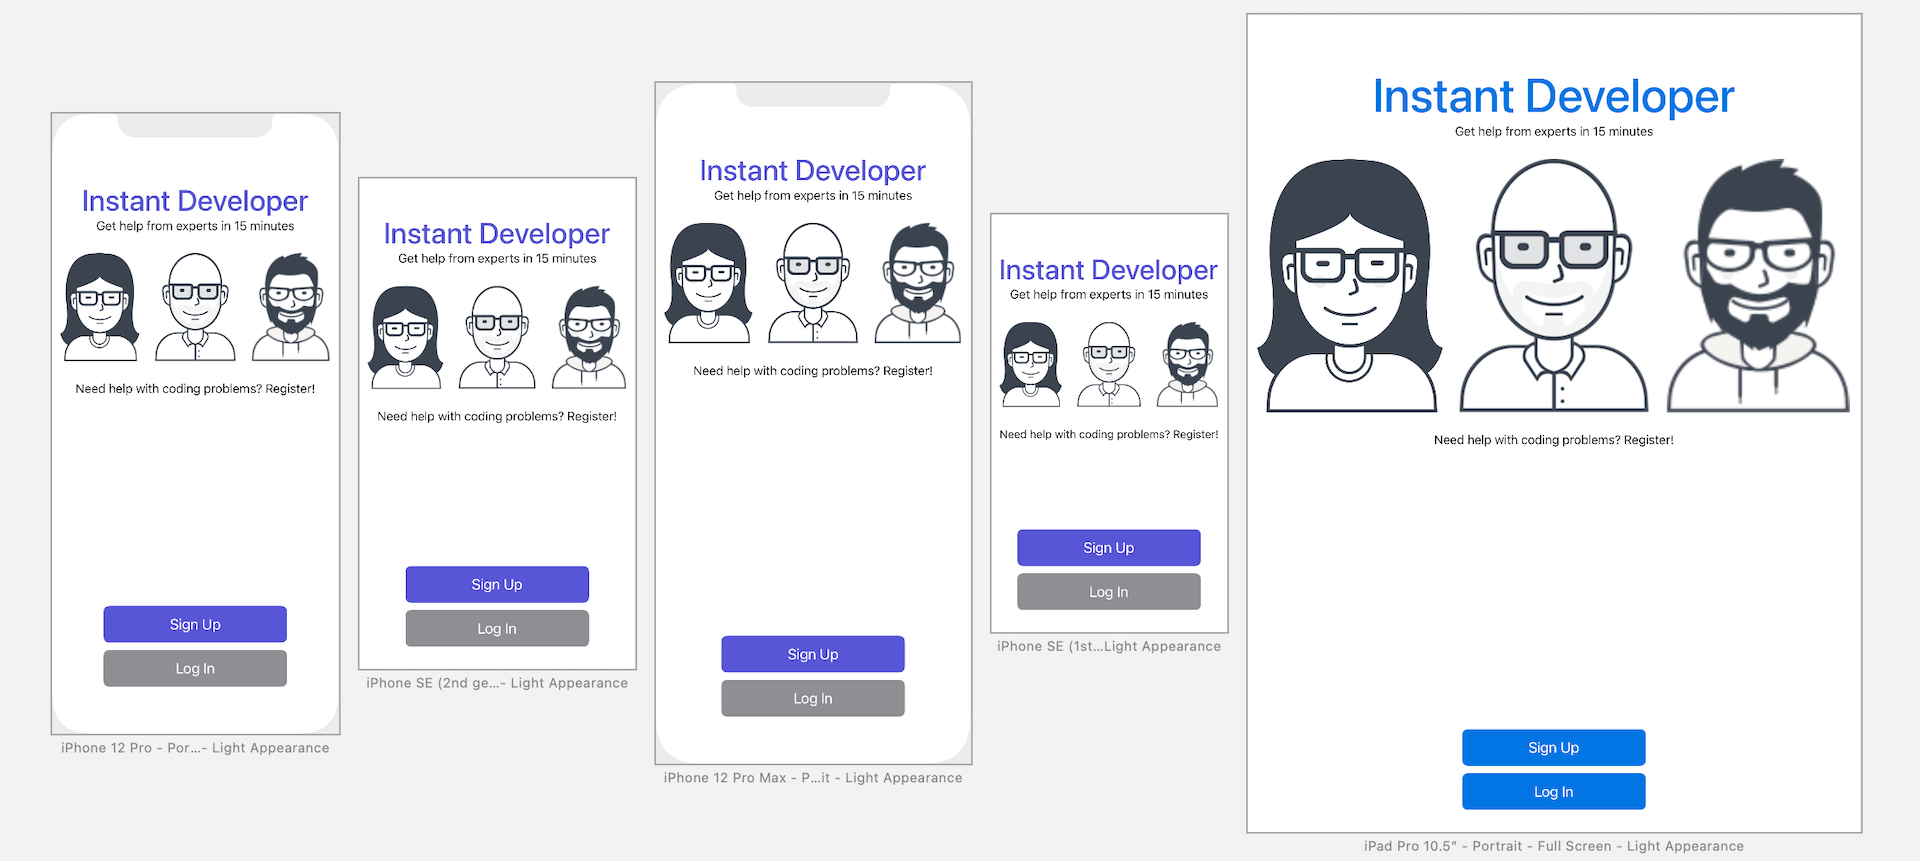 Instant Developer
Get help from experts in 15 minutes
Need help with coding problems? Register!
Sign Up
Log In
iPhone 12 Pro - Por...- Light Appearance
Instant Developer
Get help from experts in 15 minutes
Need help with coding problems? Register!
Sign Up
Log In
iPhone SE (2nd ge...- Light Appearance
Instant Developer
Get help from experts in 15 minutes
Need help with coding problems? Register!
Sign Up
Log In
iPhone 12 Pro Max - P...it - Light Appearance
Instant Developer
Get help from experts in 15 minutes
Need help with coding problems? Register!
Sign Up
Log In
iPhone SE (1st...Light Appearance
Instant Developer
Get help from experts in 15 minutes
Need help with coding problems? Register!
Sign Up
Log In
iPad Pro 10.5″ - Portrait - Full Screen - Light Appearance